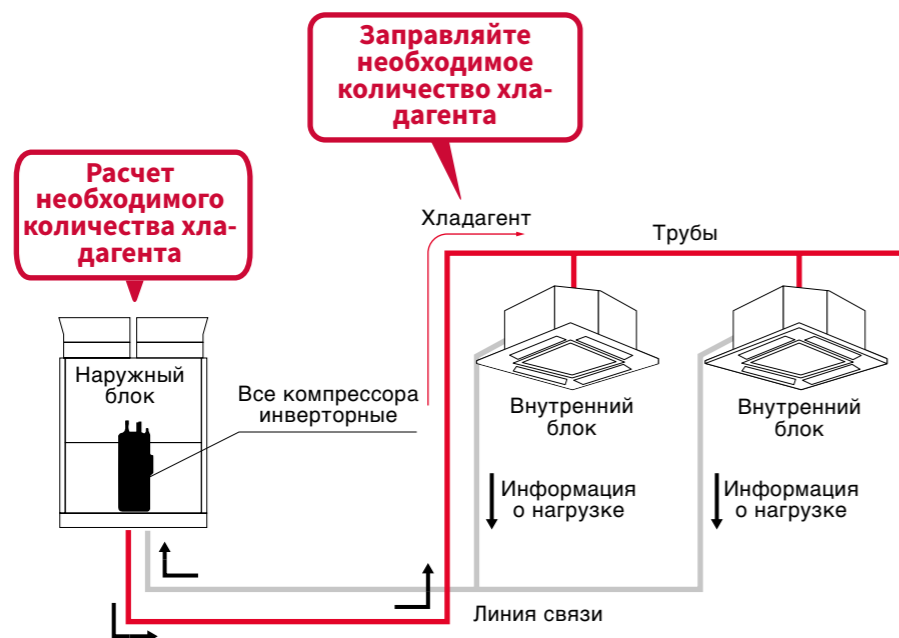 Заправляйте
необходимое
количество хла-
дагента
Расчет
необходимого
количества хла-
дагента
Хладагент
Трубы
Наружный
блок
Все компрессора
инверторные
Внутренний
блок
Внутренний
блок
Информация
о нагрузке
Информация
о нагрузке
Линия связи